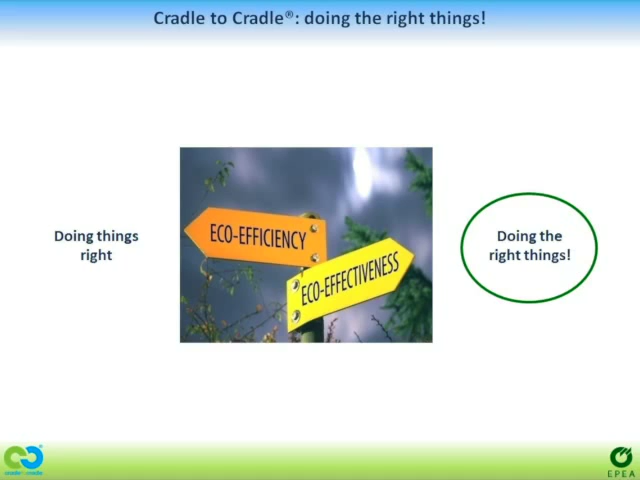 Cradle to Cradle®: doing the right things!
Doing things
right
ECO-EFFICIENCY
ECO-EFFECTIVENESS
Doing the
right things!
cradletocradle
EPEA